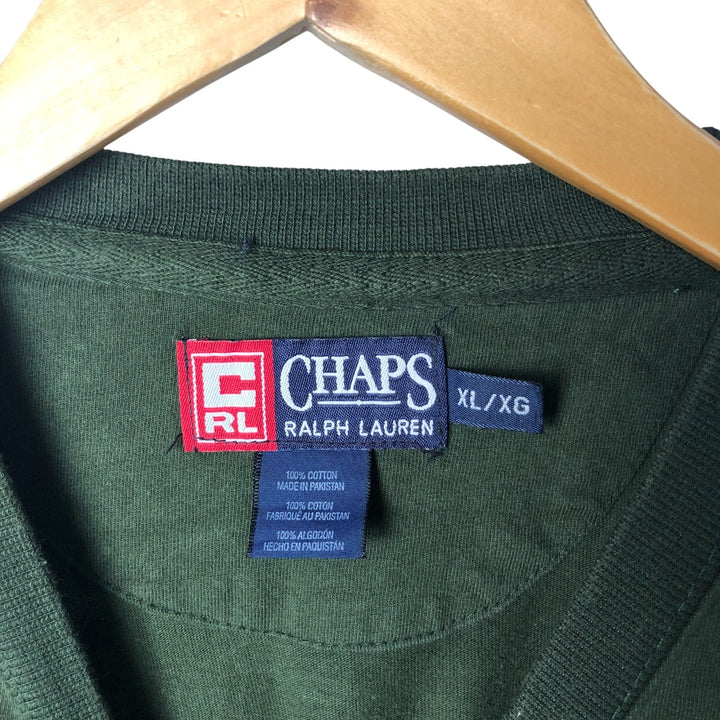 C
RL
CHAPS
RALPH LAUREN
XL/XG
100% COTTON
MADE IN PAKISTAN
100% COTON
FABRIQUÉ AU PAKISTAN
100% ALGODÓN
HECHO EN PAQUISTÁN